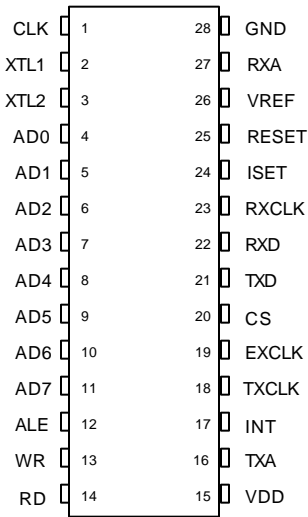 CLK 1 28 GND
XTL1 2 27 RXA
XTL2 3 26 VREF
AD0 4 25 RESET
AD1 5 24 ISET
AD2 6 23 RXCLK
AD3 7 22 RXD
AD4 8 21 TXD
AD5 9 20 CS
AD6 10 19 EXCLK
AD7 11 18 TXCLK
ALE 12 17 INT
WR 13 16 TXA
RD 14 15 VDD